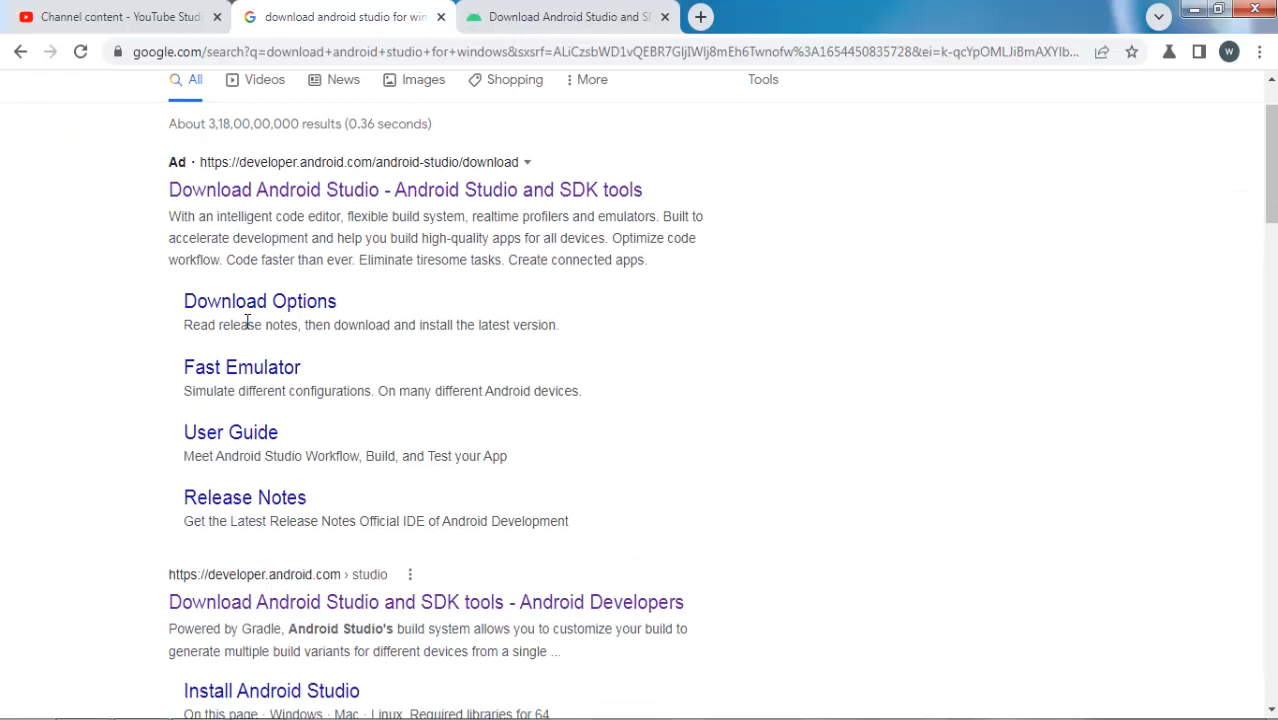 Channel content - YouTube Studi
download android studio for win
Download Android Studio and SD
google.com/search?q=download+android+studio+for+windows&sxsrf=ALiCzsbWD1vQEBR7GIjIWIj8mEh6Twnofw%3A1654450835728&ei=k-qcYpOMLJiBmAXYIb...
W
All
Videos
News
Images
Shopping
More
Tools
About 3,18,00,00,000 results (0.36 seconds)
Ad · https://developer.android.com/android-studio/download
Download Android Studio - Android Studio and SDK tools
With an intelligent code editor, flexible build system, realtime profilers and emulators. Built to
accelerate development and help you build high-quality apps for all devices. Optimize code
workflow. Code faster than ever. Eliminate tiresome tasks. Create connected apps.
Download Options
Read release notes, then download and install the latest version.
Fast Emulator
Simulate different configurations. On many different Android devices.
User Guide
Meet Android Studio Workflow, Build, and Test your App
Release Notes
Get the Latest Release Notes Official IDE of Android Development
https://developer.android.com › studio
Download Android Studio and SDK tools - Android Developers
Powered by Gradle, Android Studio's build system allows you to customize your build to
generate multiple build variants for different devices from a single ...
Install Android Studio
On this page · Windows · Mac · Linux. Required libraries for 64